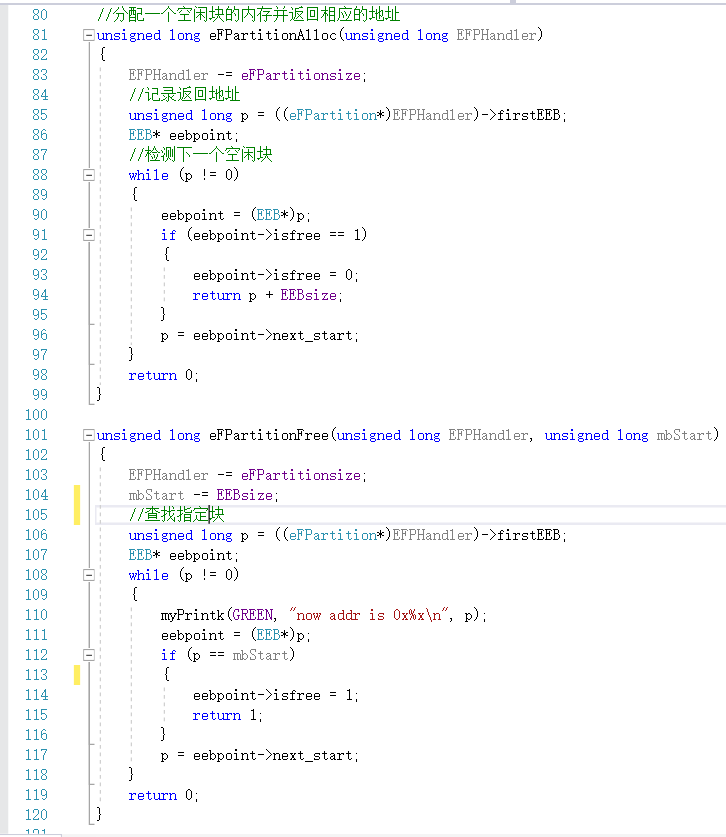 80 //分配一个空闲块的内存并返回相应的地址
81 unsigned long eFPartitionAlloc(unsigned long EFPHandler)
82 {
83 EFPHandler -= eFPartitionsize;
84 //记录返回地址
85 unsigned long p = ((eFPartition*)EFPHandler)->firstEEB;
86 EEB* eebpoint;
87 //检测下一个空闲块
88 while (p != 0)
89 {
90 eebpoint = (EEB*)p;
91 if (eebpoint->isfree == 1)
92 {
93 eebpoint->isfree = 0;
94 return p + EEBsize;
95 }
96 p = eebpoint->next_start;
97 }
98 return 0;
99 }
100
101 unsigned long eFPartitionFree(unsigned long EFPHandler, unsigned long mbStart)
102 {
103 EFPHandler -= eFPartitionsize;
104 mbStart -= EEBsize;
105 //查找指定块
106 unsigned long p = ((eFPartition*)EFPHandler)->firstEEB;
107 EEB* eebpoint;
108 while (p != 0)
109 {
110 myPrintk(GREEN, "now addr is 0x%x\n", p);
111 eebpoint = (EEB*)p;
112 if (p == mbStart)
113 {
114 eebpoint->isfree = 1;
115 return 1;
116 }
117 p = eebpoint->next_start;
118 }
119 return 0;
120 }
121